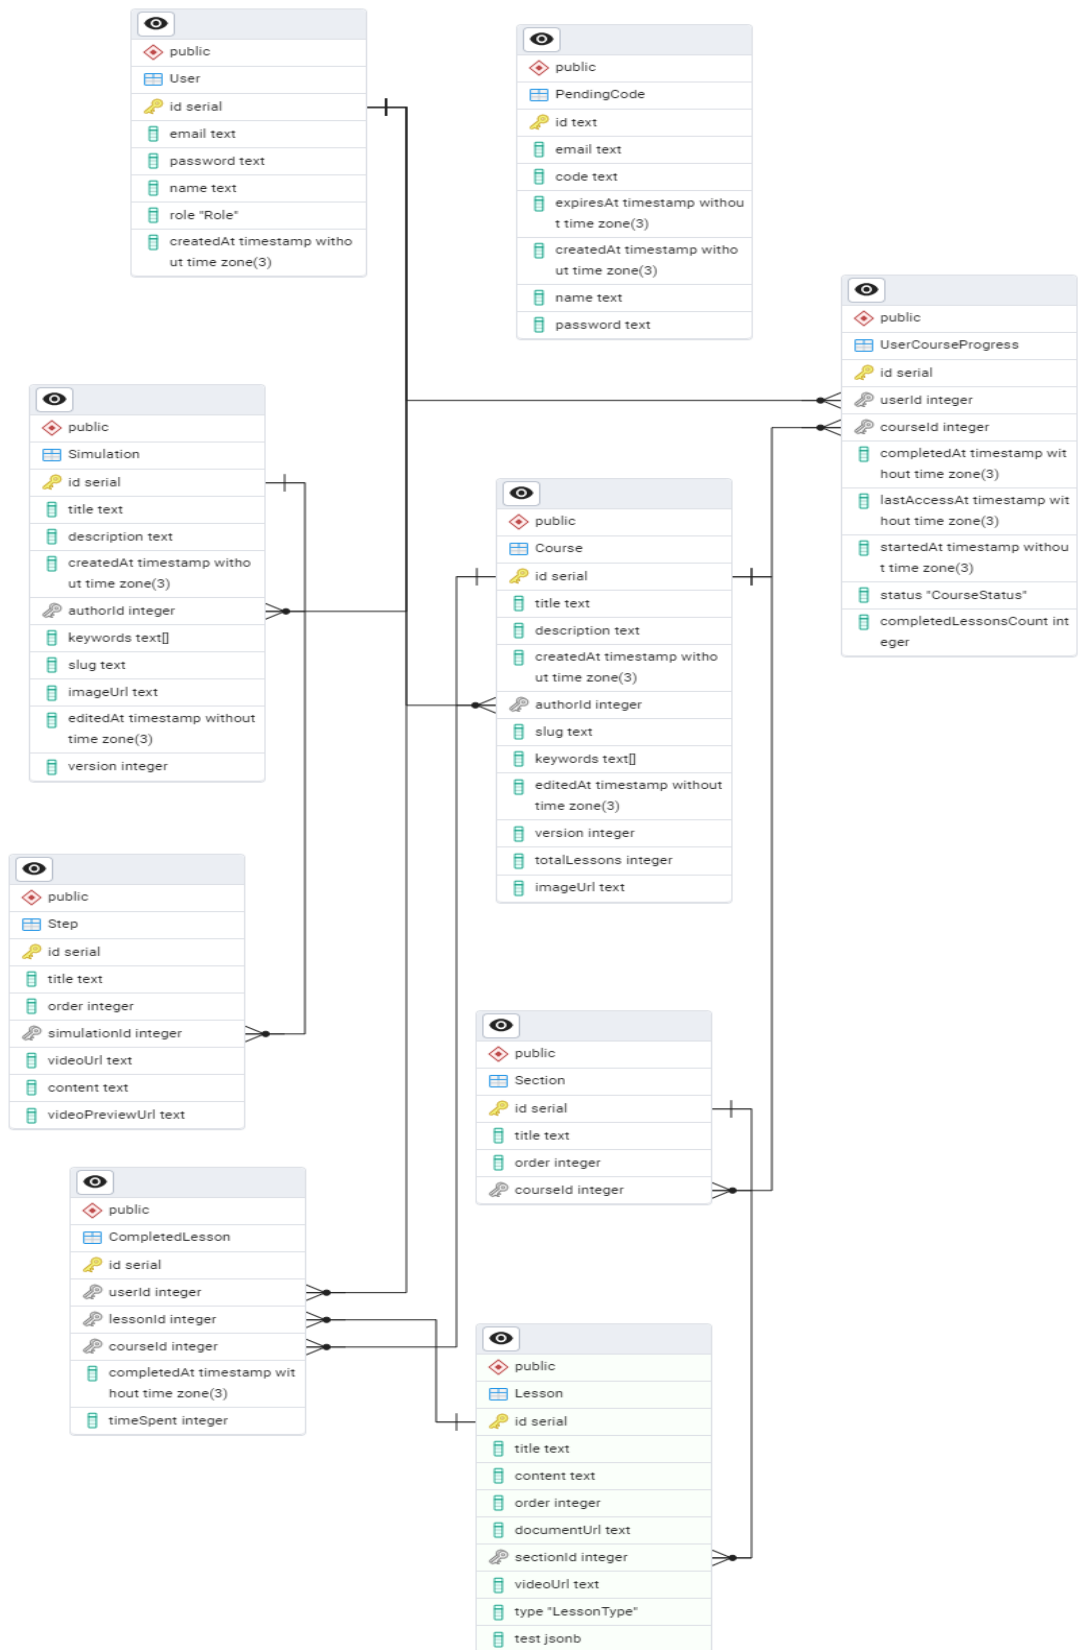 public
User
id serial
email text
password text
name text
role "Role"
createdAt timestamp witho
ut time zone(3)
public
PendingCode
id text
email text
code text
expiresAt timestamp withou
t time zone(3)
createdAt timestamp witho
ut time zone(3)
name text
password text
public
UserCourseProgress
id serial
userId integer
courseId integer
completedAt timestamp wit
hout time zone(3)
lastAccessAt timestamp wit
hout time zone(3)
startedAt timestamp withou
t time zone(3)
status "CourseStatus"
completedLessonsCount int
eger
public
Simulation
id serial
title text
description text
createdAt timestamp witho
ut time zone(3)
authorId integer
keywords text[]
slug text
imageUrl text
editedAt timestamp without
time zone(3)
version integer
public
Course
id serial
title text
description text
createdAt timestamp witho
ut time zone(3)
authorId integer
slug text
keywords text[]
editedAt timestamp without
time zone(3)
version integer
totalLessons integer
imageUrl text
public
Step
id serial
title text
order integer
simulationId integer
videoUrl text
content text
videoPreviewUrl text
public
Section
id serial
title text
order integer
courseId integer
public
CompletedLesson
id serial
userId integer
lessonId integer
courseId integer
completedAt timestamp wit
hout time zone(3)
timeSpent integer
public
Lesson
id serial
title text
content text
order integer
documentUrl text
sectionId integer
videoUrl text
type "LessonType"
test jsonb